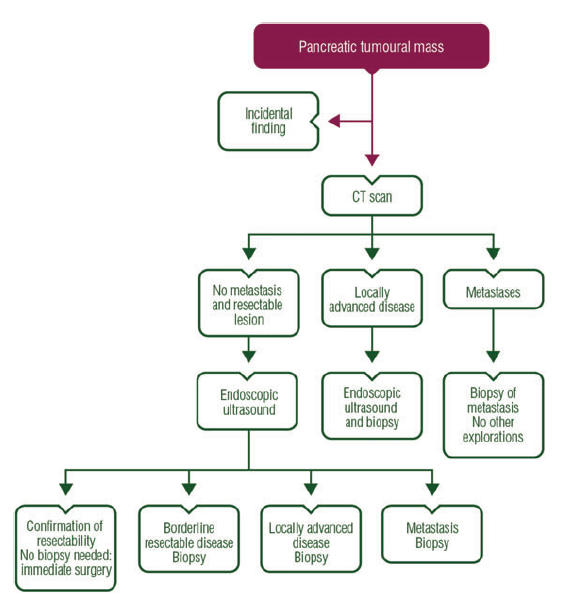 Pancreatic tumoural mass
Incidental
finding
CT scan
No metastasis
and resectable
lesion
Locally
advanced disease
Metastases
Endoscopic
ultrasound
Endoscopic
ultrasound
and biopsy
Biopsy of
metastasis
No other
explorations
Confirmation of
resectability
No biopsy needed:
immediate surgery
Borderline
resectable disease
Biopsy
Locally advanced
disease
Biopsy
Metastasis
Biopsy